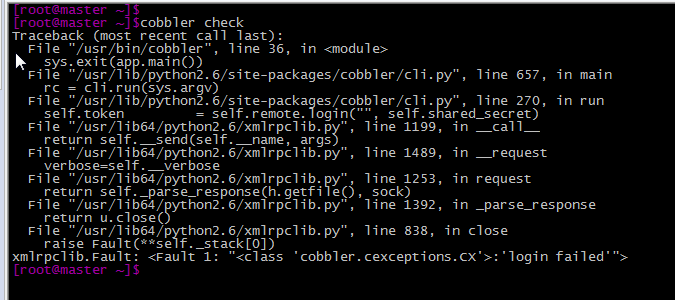 [root@master ~]$
[root@master ~]$cobbler check
Traceback (most recent call last):
  File "/usr/bin/cobbler", line 36, in <module>
    sys.exit(app.main())
  File "/usr/lib/python2.6/site-packages/cobbler/cli.py", line 657, in main
    rc = cli.run(sys.argv)
  File "/usr/lib/python2.6/site-packages/cobbler/cli.py", line 270, in run
    self.token         = self.remote.login("", self.shared_secret)
  File "/usr/lib64/python2.6/xmlrpclib.py", line 1199, in __call__
    return self.__send(self.__name, args)
  File "/usr/lib64/python2.6/xmlrpclib.py", line 1489, in __request
    verbose=self.__verbose
  File "/usr/lib64/python2.6/xmlrpclib.py", line 1253, in request
    return self._parse_response(h.getfile(), sock)
  File "/usr/lib64/python2.6/xmlrpclib.py", line 1392, in _parse_response
    return u.close()
  File "/usr/lib64/python2.6/xmlrpclib.py", line 838, in close
    raise Fault(**self._stack[0])
xmlrpclib.Fault: <Fault 1: "<class 'cobbler.cexceptions.CX'>:'login failed'">
[root@master ~]$